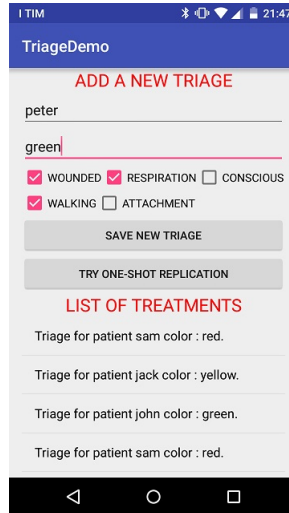 I TIM
21:47
TriageDemo
ADD A NEW TRIAGE
peter
green
WOUNDED RESPIRATION CONSCIOUS
WALKING ATTACHMENT
SAVE NEW TRIAGE
TRY ONE-SHOT REPLICATION
LIST OF TREATMENTS
Triage for patient sam color : red.
Triage for patient jack color : yellow.
Triage for patient john color : green.
Triage for patient sam color : red.